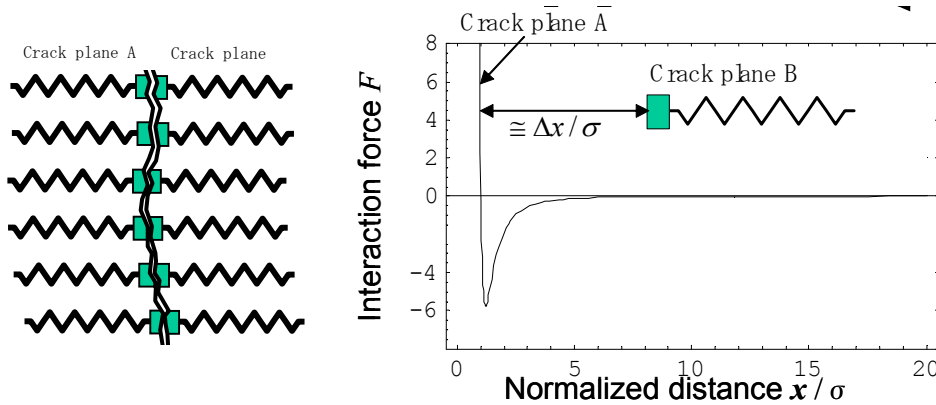 Crack plane A
Crack plane
Crack plane A
Crack plane B
≅ Δx/σ
Interaction force F
8
6
4
2
0
-4
-6
0
5
10
15
20
Normalized distance x / σ